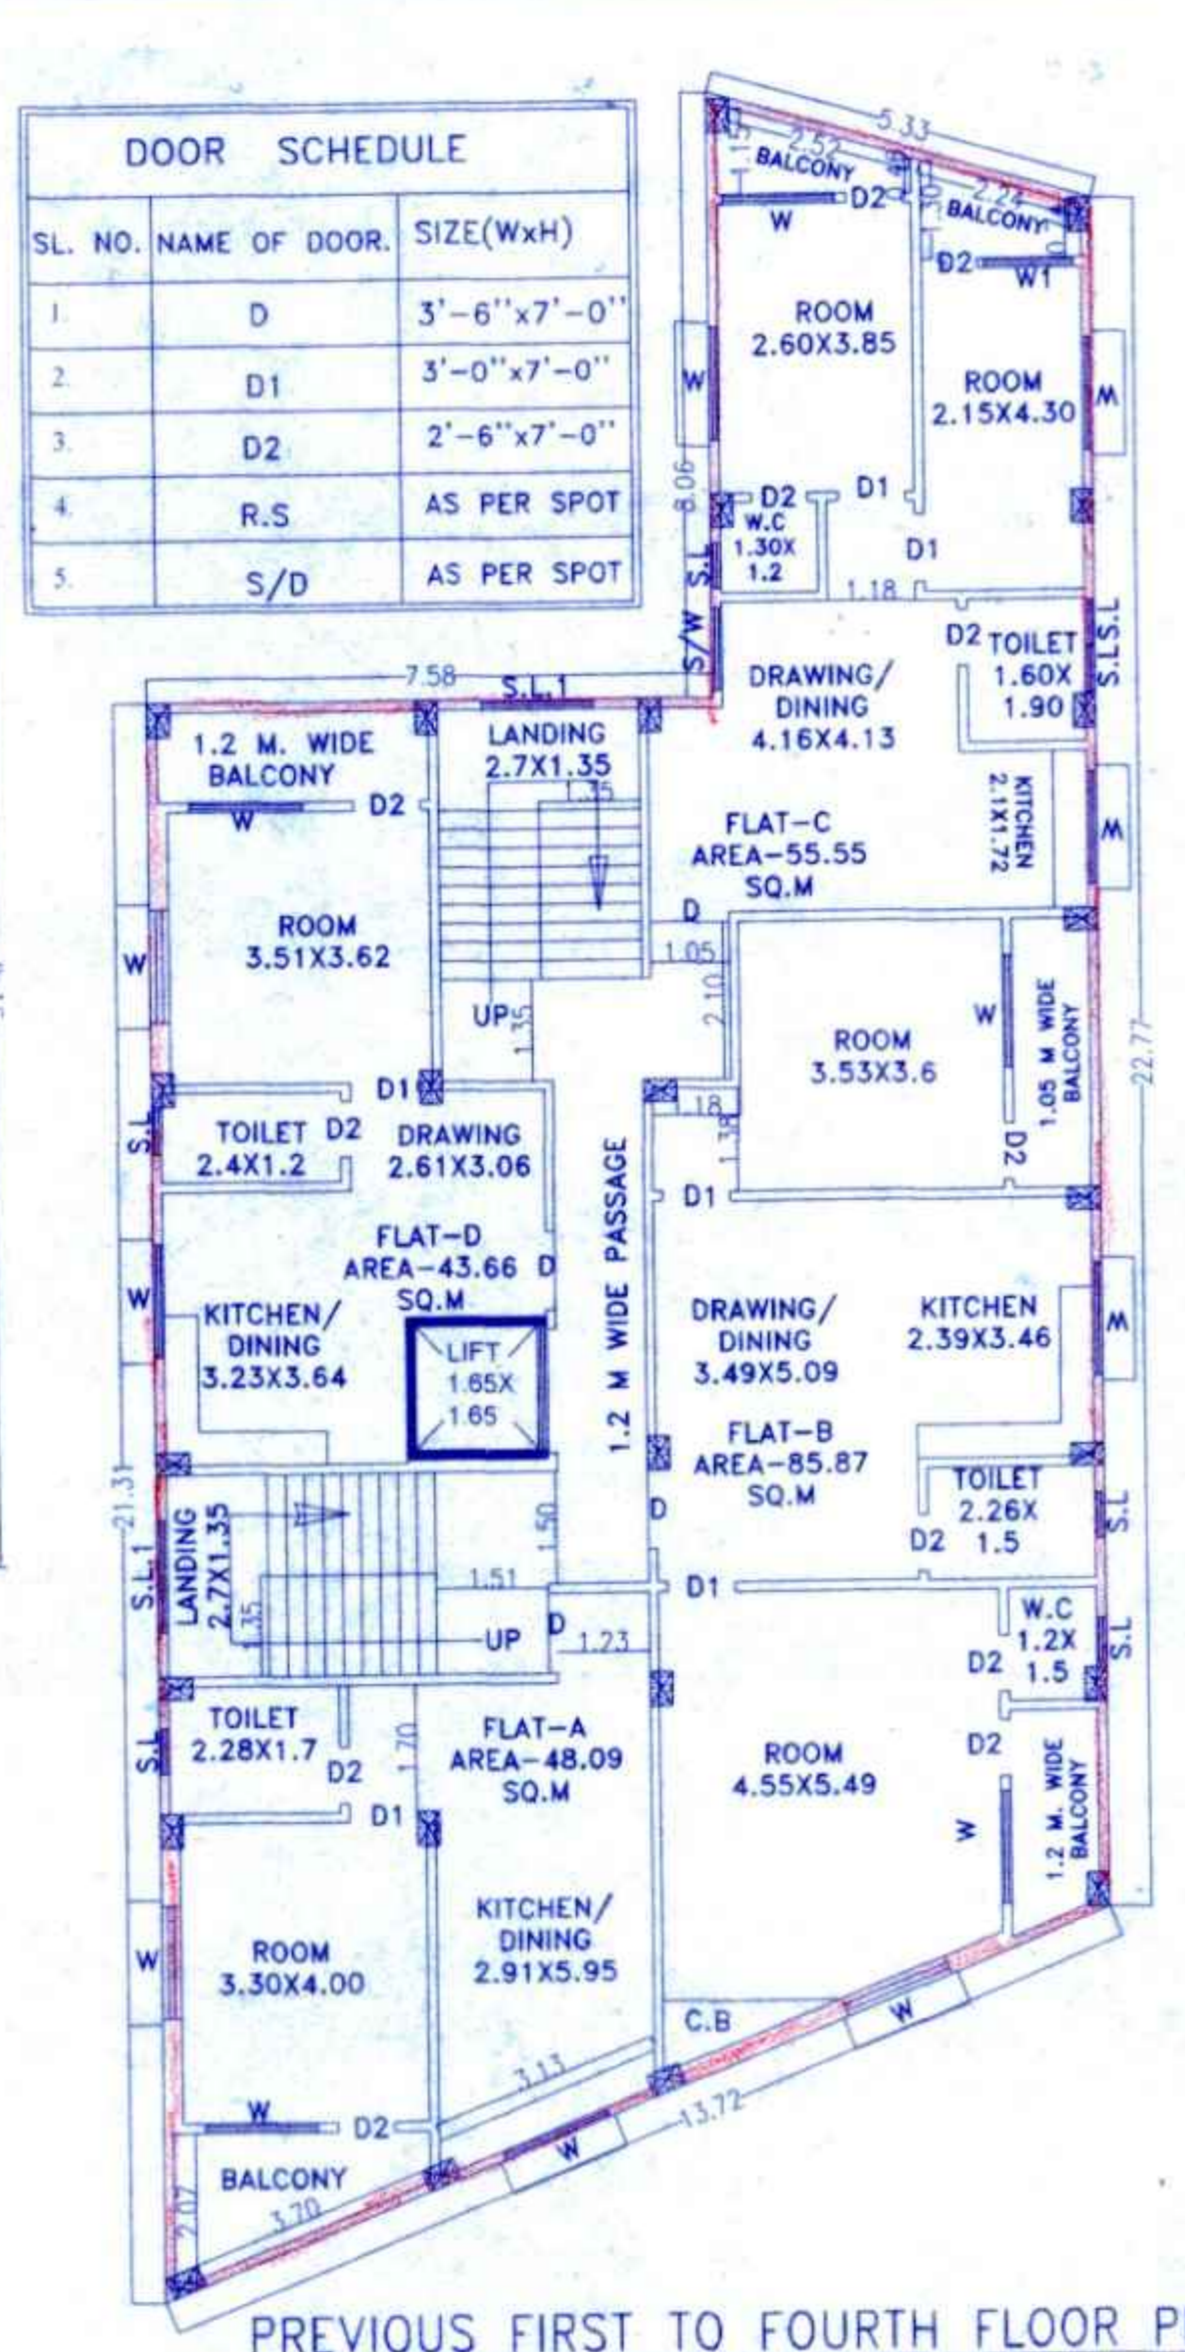 DOOR SCHEDULE
SL. NO. NAME OF DOOR. SIZE(WxH)
1. D 3'-6''x7'-0''
2. D1 3'-0''x7'-0''
3. D2 2'-6''x7'-0''
4. R.S AS PER SPOT
5. S/D AS PER SPOT
5.33
2.52
BALCONY
2.24
BALCONY
D2
W
D2
W1
ROOM
2.60X3.85
W
ROOM
2.15X4.30
W
8.06
D2
D1
W.C
1.30X
1.2
S.L
D1
1.18
S/W
D2
TOILET
1.60X
1.90
S.L
S.L
DRAWING/
DINING
4.16X4.13
7.58
S.L.1
1.2 M. WIDE
BALCONY
LANDING
2.7X1.35
W
D2
KITCHEN
2.1X1.72
W
FLAT-C
AREA-55.55
SQ.M
D
1.05
ROOM
3.51X3.62
W
UP
1.35
2.10
ROOM
3.53X3.6
W
1.05 M WIDE
BALCONY
22.77
D1
D2
TOILET
2.4X1.2
S.L
DRAWING
2.61X3.06
1.38
D1
D2
1.2 M WIDE PASSAGE
FLAT-D
AREA-43.66
SQ.M
D
W
KITCHEN/
DINING
3.23X3.64
LIFT
1.65X
1.65
DRAWING/
DINING
3.49X5.09
KITCHEN
2.39X3.46
W
FLAT-B
AREA-85.87
SQ.M
TOILET
2.26X
1.5
S.L
21.31
LANDING
2.7X1.35
S.L.1
1.35
1.50
D
D2
1.51
D1
UP
D
1.23
W.C
1.2X
1.5
S.L
D2
TOILET
2.28X1.7
S.L
D2
1.70
FLAT-A
AREA-48.09
SQ.M
ROOM
4.55X5.49
D2
W
1.2 M. WIDE
BALCONY
D1
ROOM
3.30X4.00
W
KITCHEN/
DINING
2.91X5.95
C.B
W
3.13
13.72
W
D2
W
BALCONY
3.70
2.07
PREVIOUS FIRST TO FOURTH FLOOR